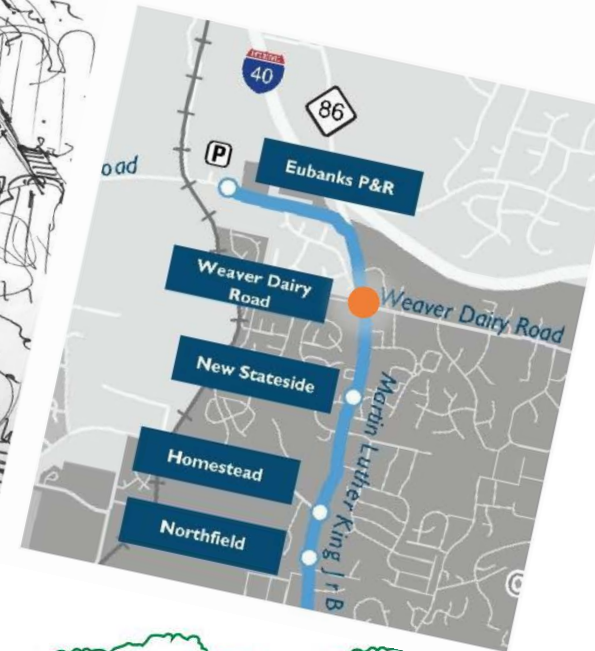 40
86
P
Eubanks P&R
oad
Weaver Dairy
Road
Weaver Dairy Road
New Stateside
Martin Luther King Jr B
Homestead
Northfield